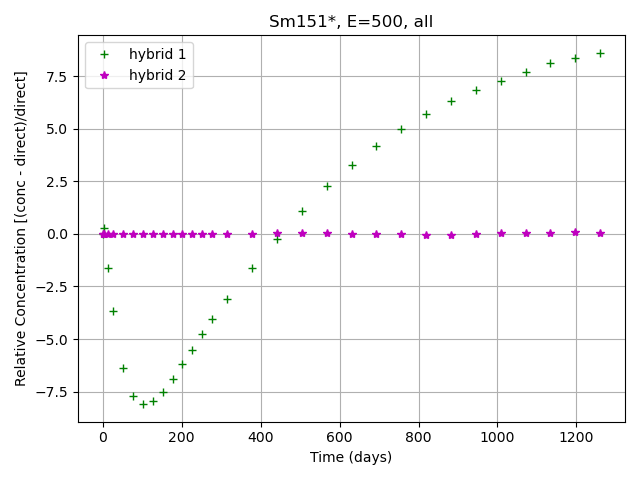 Sm151*, E=500, all
hybrid 1
hybrid 2
7.5
5.0
2.5
0.0
−2.5
−5.0
−7.5
Relative Concentration [(conc - direct)/direct]
0 200 400 600 800 1000 1200
Time (days)